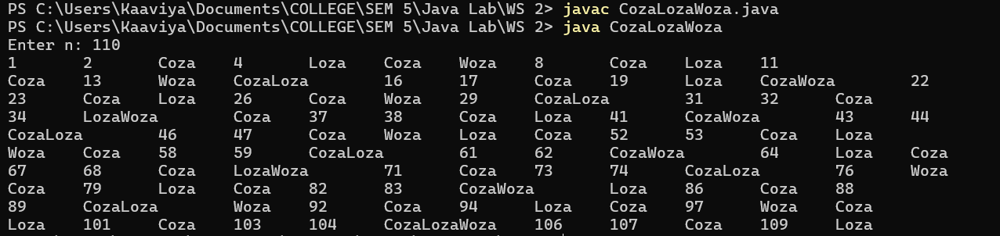 PS C:\Users\Kaaviya\Documents\COLLEGE\SEM 5\Java Lab\WS 2> javac CozaLozaWoza.java
PS C:\Users\Kaaviya\Documents\COLLEGE\SEM 5\Java Lab\WS 2> java CozaLozaWoza
Enter n: 110
1 2 Coza 4 Loza Coza Woza 8 Coza Loza 11
Coza 13 Woza CozaLoza 16 17 Coza 19 Loza CozaWoza 22
23 Coza Loza 26 Coza Woza 29 CozaLoza 31 32 Coza
34 LozaWoza Coza 37 38 Coza Loza 41 CozaWoza 43 44
CozaLoza 46 47 Coza Woza Loza Coza 52 53 Coza Loza
Woza Coza 58 59 CozaLoza 61 62 CozaWoza 64 Loza Coza
67 68 Coza LozaWoza 71 Coza 73 74 CozaLoza 76 Woza
Coza 79 Loza Coza 82 83 CozaWoza Loza 86 Coza 88
89 CozaLoza Woza 92 Coza 94 Loza Coza 97 Woza Coza
Loza 101 Coza 103 104 CozaLozaWoza 106 107 Coza 109 Loza